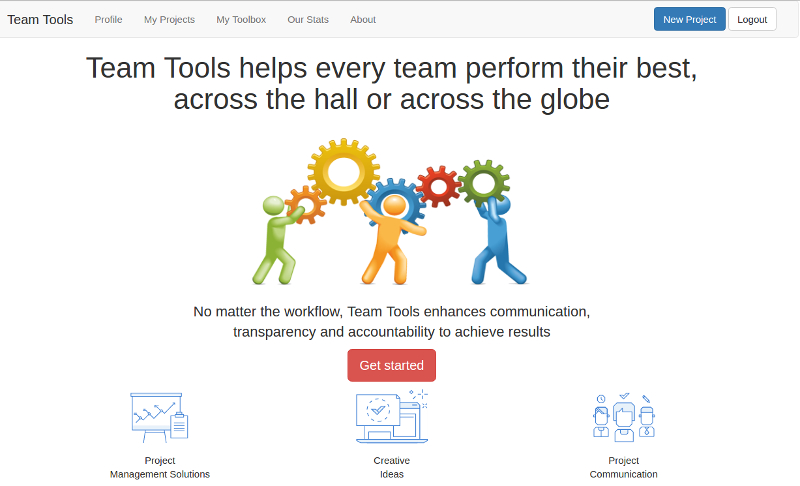 Team Tools Profile My Projects My Toolbox Our Stats About New Project Logout
Team Tools helps every team perform their best,
across the hall or across the globe
No matter the workflow, Team Tools enhances communication,
transparency and accountability to achieve results
Get started
Project
Management Solutions
Creative
Ideas
Project
Communication